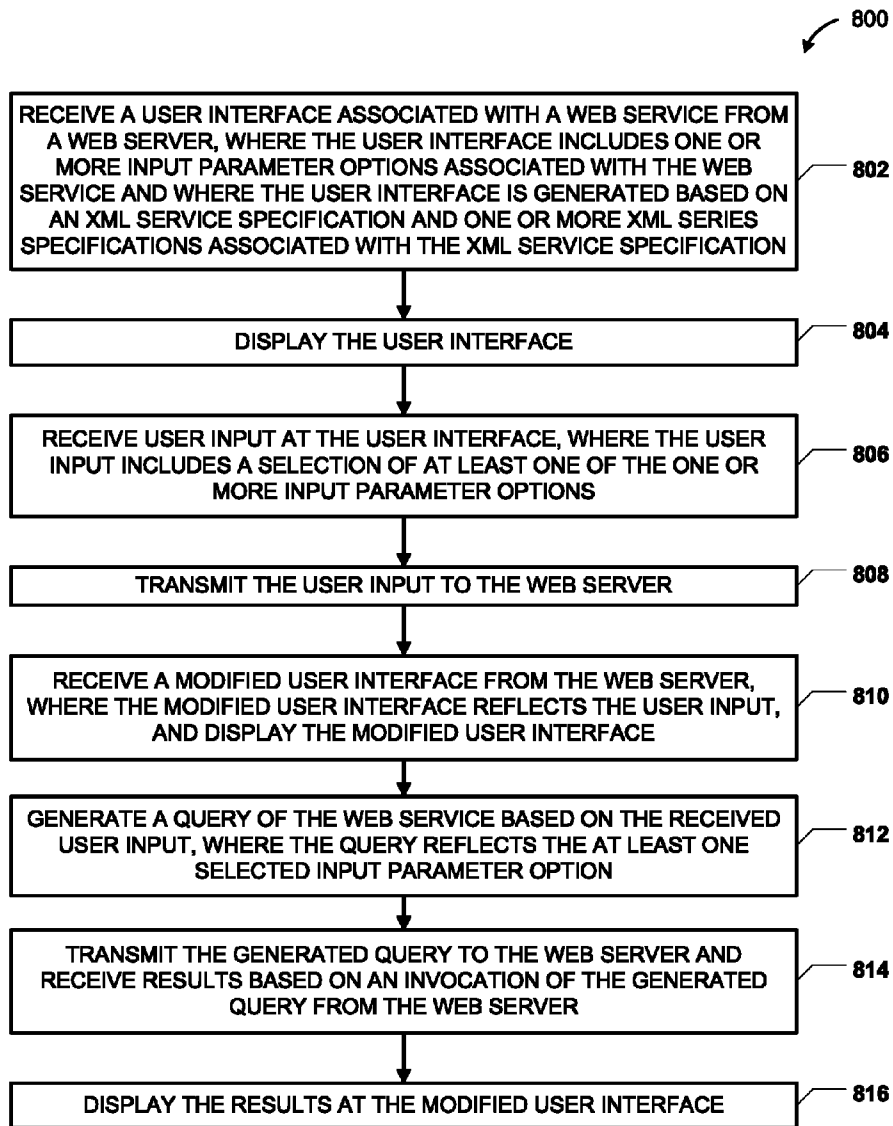 800
RECEIVE A USER INTERFACE ASSOCIATED WITH A WEB SERVICE FROM
A WEB SERVER, WHERE THE USER INTERFACE INCLUDES ONE OR
MORE INPUT PARAMETER OPTIONS ASSOCIATED WITH THE WEB
SERVICE AND WHERE THE USER INTERFACE IS GENERATED BASED ON
AN XML SERVICE SPECIFICATION AND ONE OR MORE XML SERIES
SPECIFICATIONS ASSOCIATED WITH THE XML SERVICE SPECIFICATION
802
DISPLAY THE USER INTERFACE
804
RECEIVE USER INPUT AT THE USER INTERFACE, WHERE THE USER
INPUT INCLUDES A SELECTION OF AT LEAST ONE OF THE ONE OR
MORE INPUT PARAMETER OPTIONS
806
TRANSMIT THE USER INPUT TO THE WEB SERVER
808
RECEIVE A MODIFIED USER INTERFACE FROM THE WEB SERVER,
WHERE THE MODIFIED USER INTERFACE REFLECTS THE USER INPUT,
AND DISPLAY THE MODIFIED USER INTERFACE
810
GENERATE A QUERY OF THE WEB SERVICE BASED ON THE RECEIVED
USER INPUT, WHERE THE QUERY REFLECTS THE AT LEAST ONE
SELECTED INPUT PARAMETER OPTION
812
TRANSMIT THE GENERATED QUERY TO THE WEB SERVER AND
RECEIVE RESULTS BASED ON AN INVOCATION OF THE GENERATED
QUERY FROM THE WEB SERVER
814
DISPLAY THE RESULTS AT THE MODIFIED USER INTERFACE
816